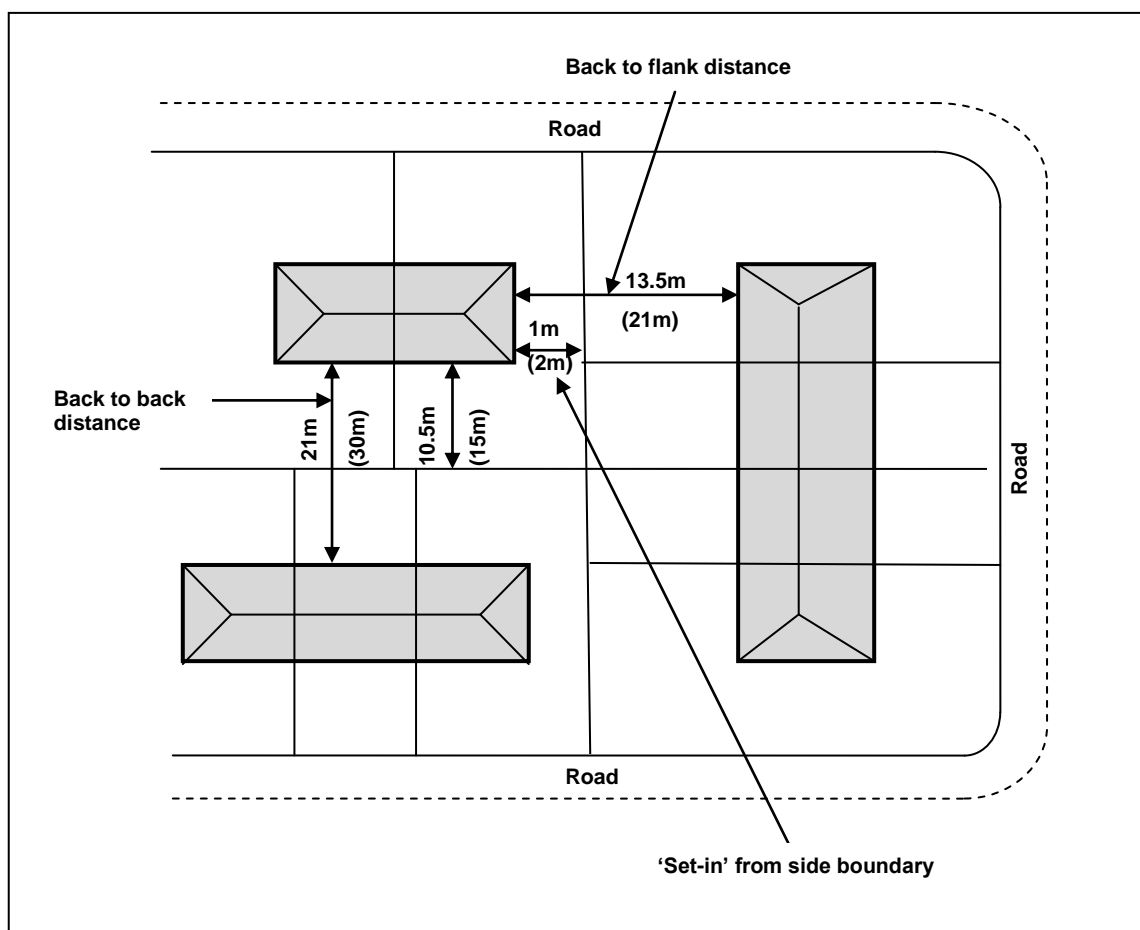 Back to flank distance
Road
13.5m
(21m)
1m
(2m)
Back to back
distance
21m
(30m)
10.5m
(15m)
Road
Road
‘Set-in’ from side boundary